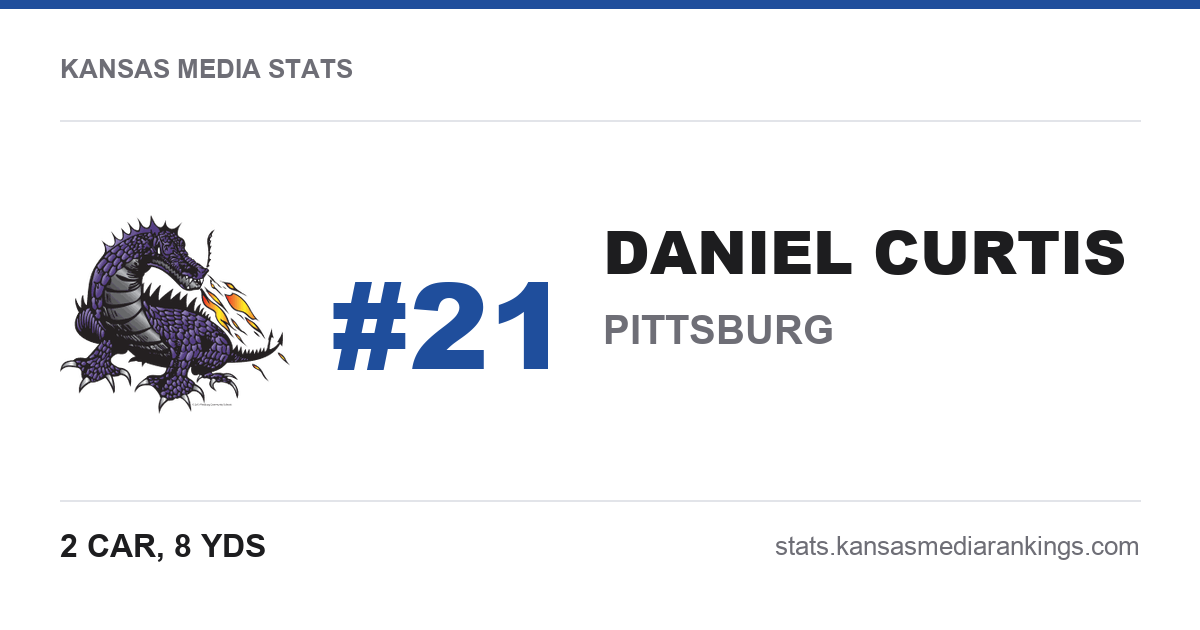 KANSAS MEDIA STATS
#21
DANIEL CURTIS
PITTSBURG
2 CAR, 8 YDS
stats.kansasmediarankings.com